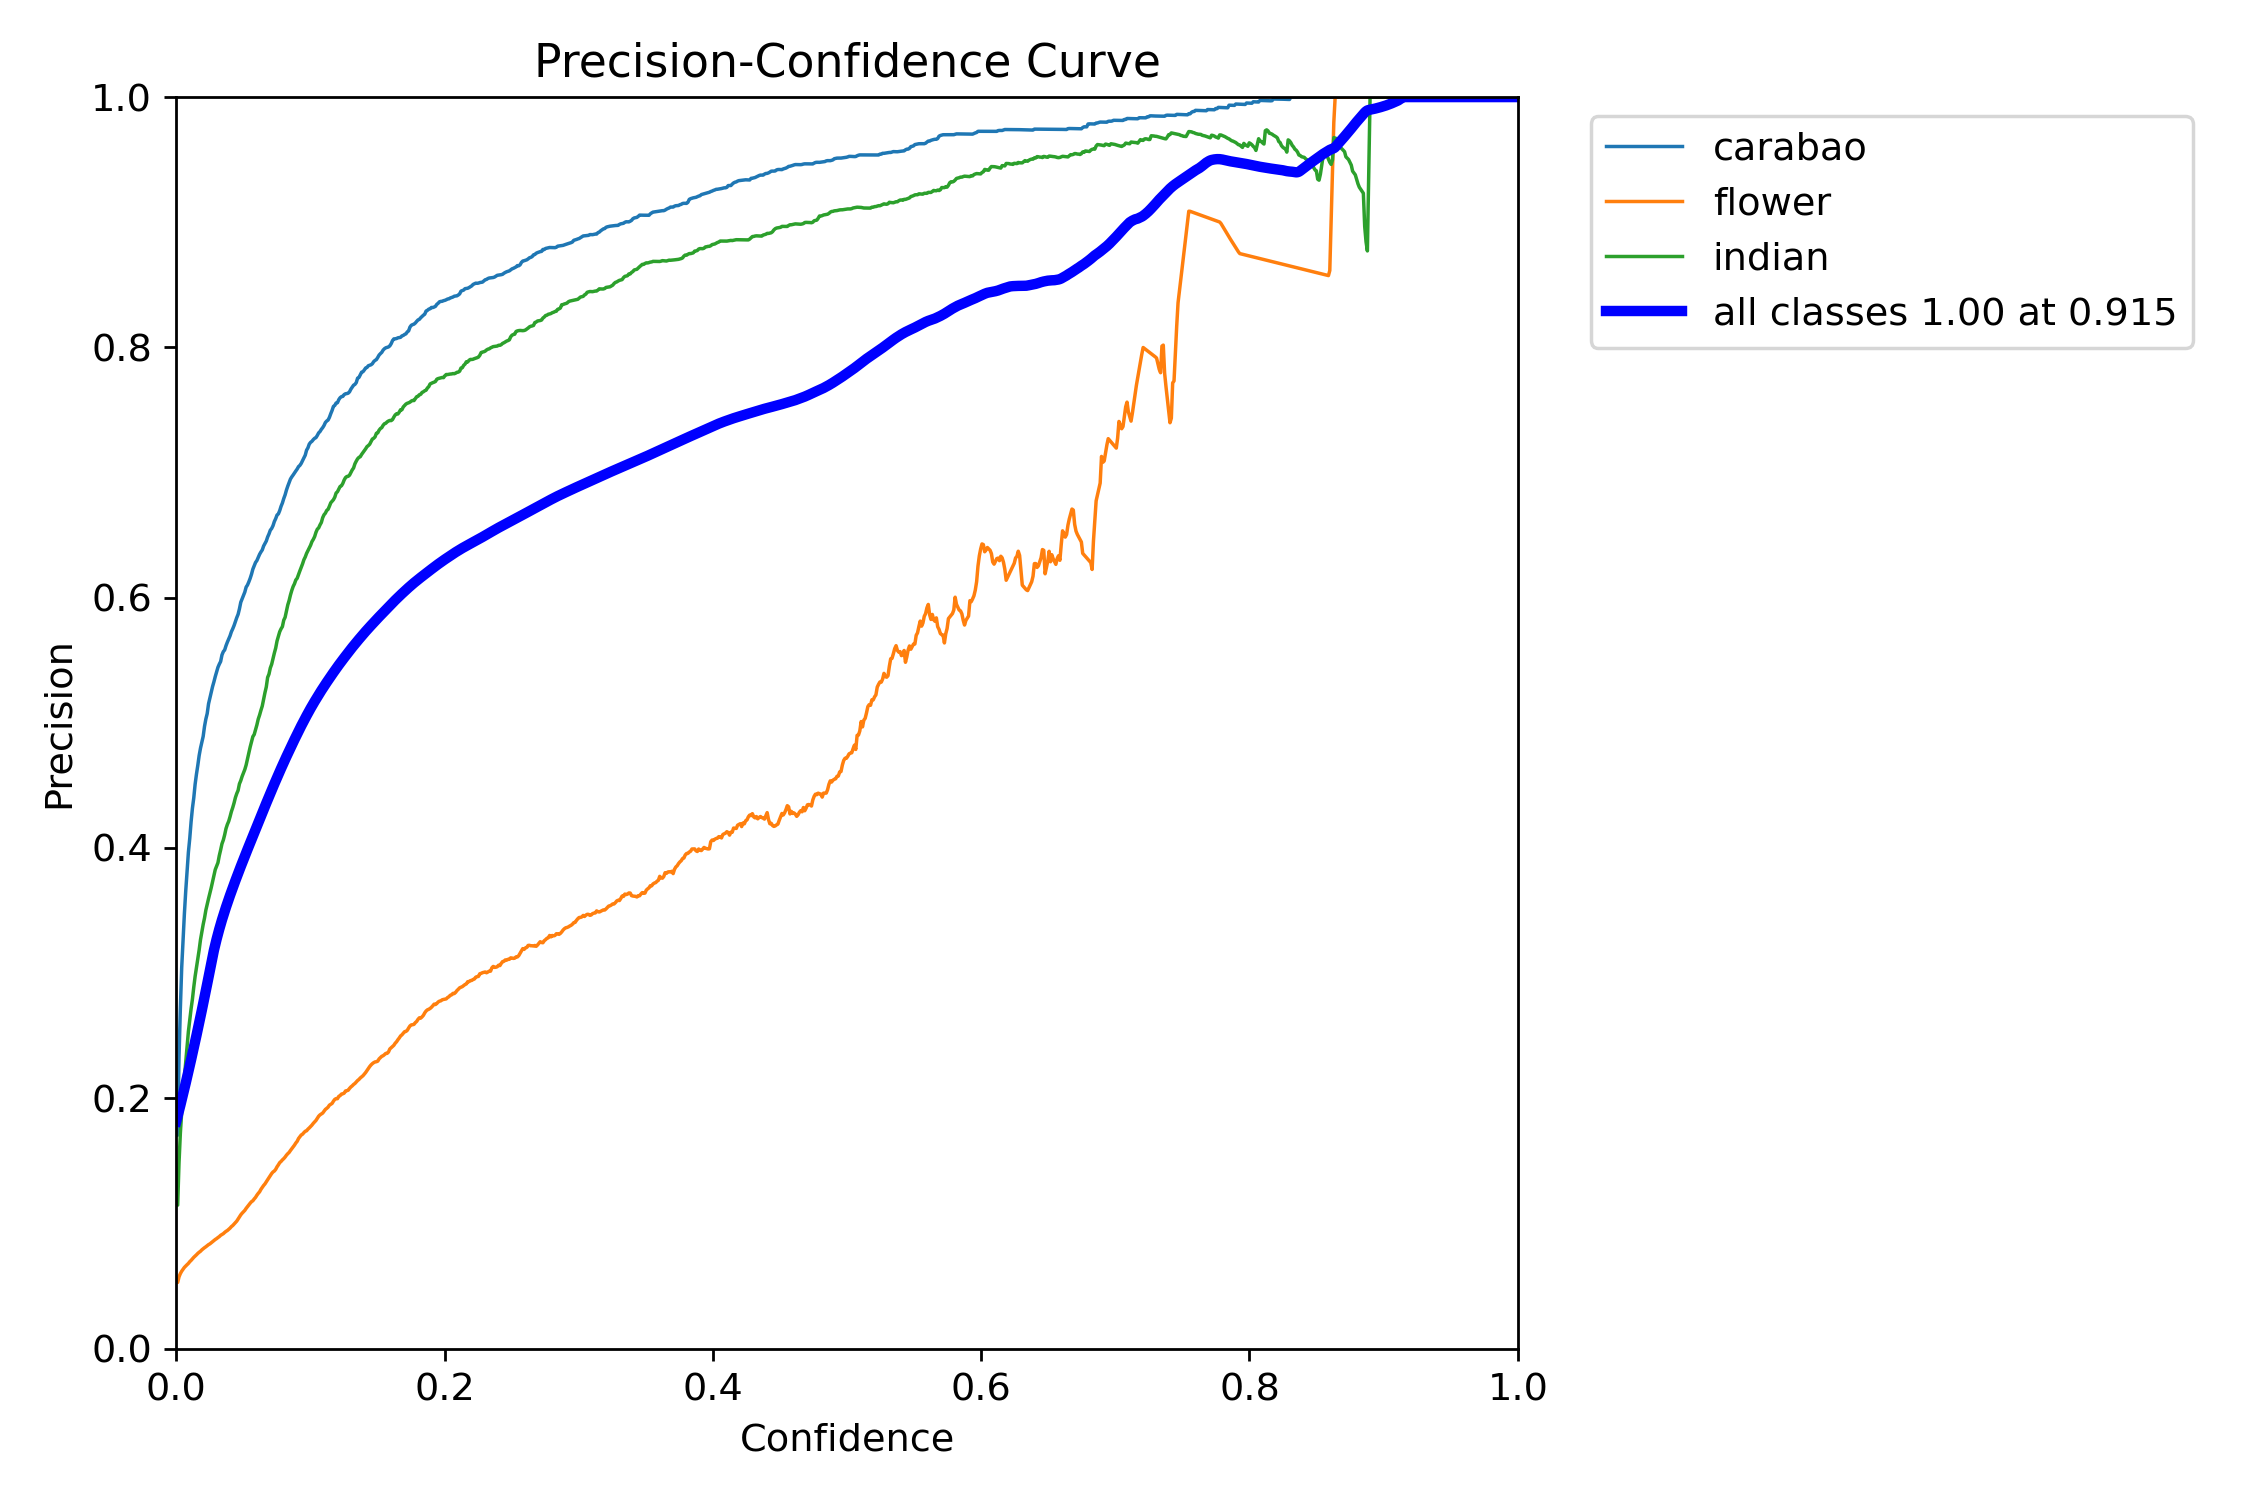 Precision-Confidence Curve
1.0
0.8
0.6
0.4
0.2
0.0
Precision
0.0 0.2 0.4 0.6 0.8 1.0
Confidence
carabao
flower
indian
all classes 1.00 at 0.915